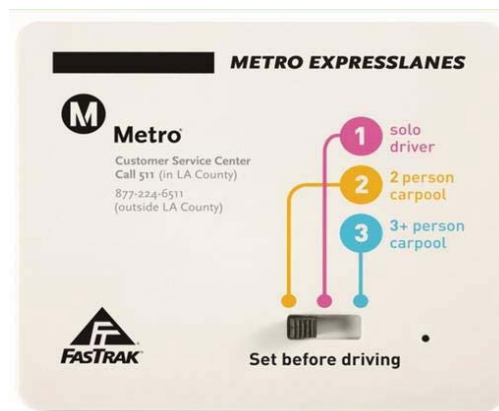 METRO EXPRESSLANES
M
Metro
Customer Service Center
Call 511 (in LA County)
877-224-6511
(outside LA County)
1 solo
driver
2 2 person
carpool
3 3+ person
carpool
FASTRAK
Set before driving